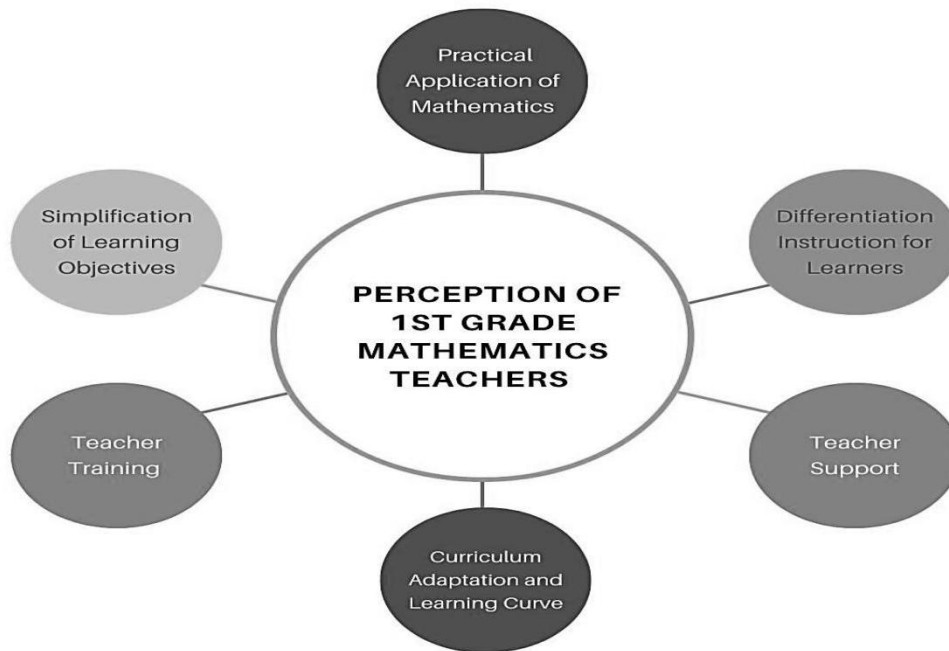 Practical
Application of
Mathematics
Simplification
of Learning
Objectives
Differentiation
Instruction for
Learners
PERCEPTION OF
1ST GRADE
MATHEMATICS
TEACHERS
Teacher
Training
Teacher
Support
Curriculum
Adaptation and
Learning Curve